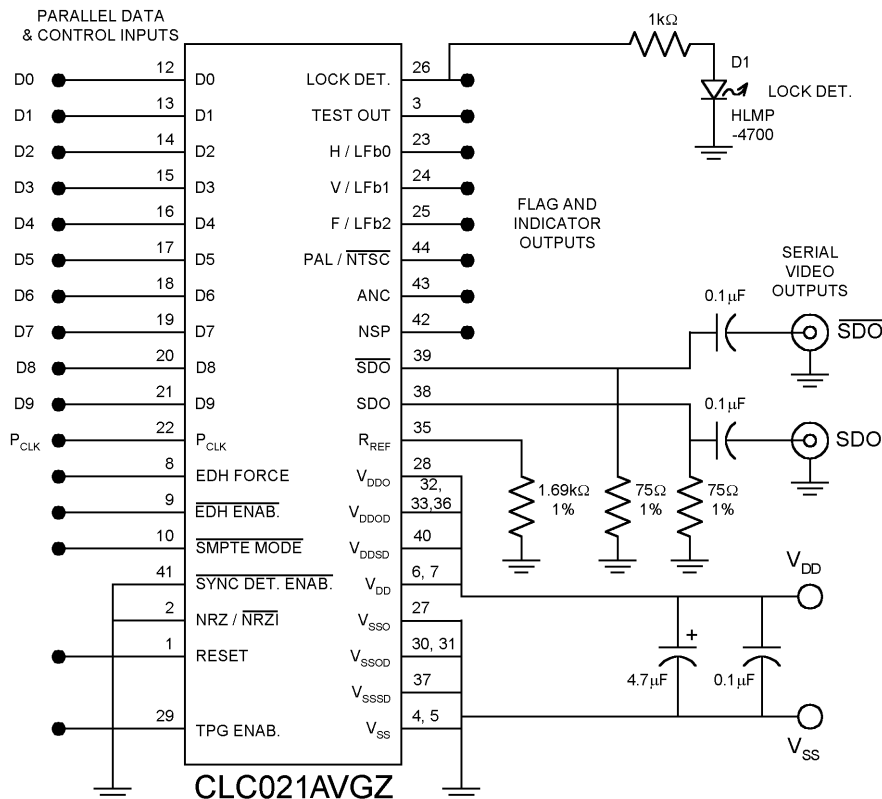 PARALLEL DATA
& CONTROL INPUTS
D0 12 D0
D1 13 D1
D2 14 D2
D3 15 D3
D4 16 D4
D5 17 D5
D6 18 D6
D7 19 D7
D8 20 D8
D9 21 D9
PCLK 22 PCLK
8 EDH FORCE
9 EDH ENAB.
10 SMPTE MODE
41 SYNC DET. ENAB.
2 NRZ / NRZI
1 RESET
29 TPG ENAB.
LOCK DET. 26
TEST OUT 3
H / LFb0 23
V / LFb1 24
F / LFb2 25
PAL / NTSC 44
ANC 43
NSP 42
SDO 39
SDO 38
RREF 35
VDDO 28
VDDOD 32,
33,36
VDDSD 40
VDD 6, 7
VSSO 27
VSSOD 30, 31
VSSSD 37
VSS 4, 5
CLC021AVGZ
1kΩ
D1
LOCK DET.
HLMP
-4700
FLAG AND
INDICATOR
OUTPUTS
SERIAL
VIDEO
OUTPUTS
0.1µF
SDO
0.1µF
SDO
1.69kΩ
1%
75Ω
1%
75Ω
1%
VDD
+
4.7µF
0.1µF
VSS